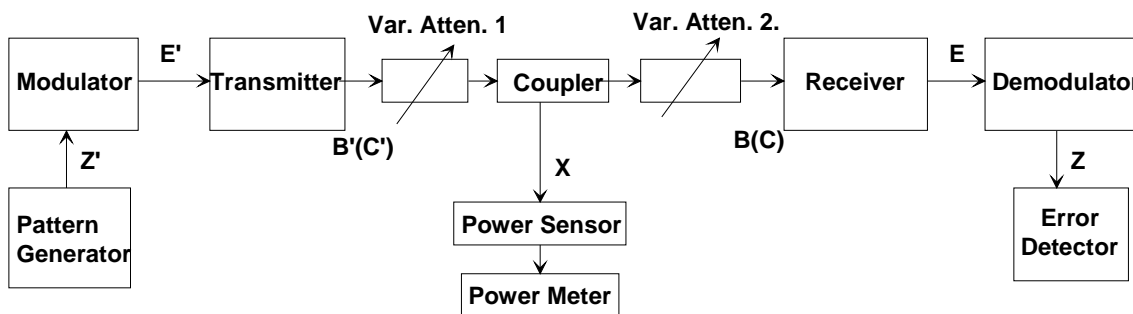 Var. Atten. 1
Var. Atten. 2.
E'
E
Modulator
Transmitter
Coupler
Receiver
Demodulator
B'(C')
B(C)
Z'
X
Z
Pattern
Generator
Power Sensor
Error
Detector
Power Meter